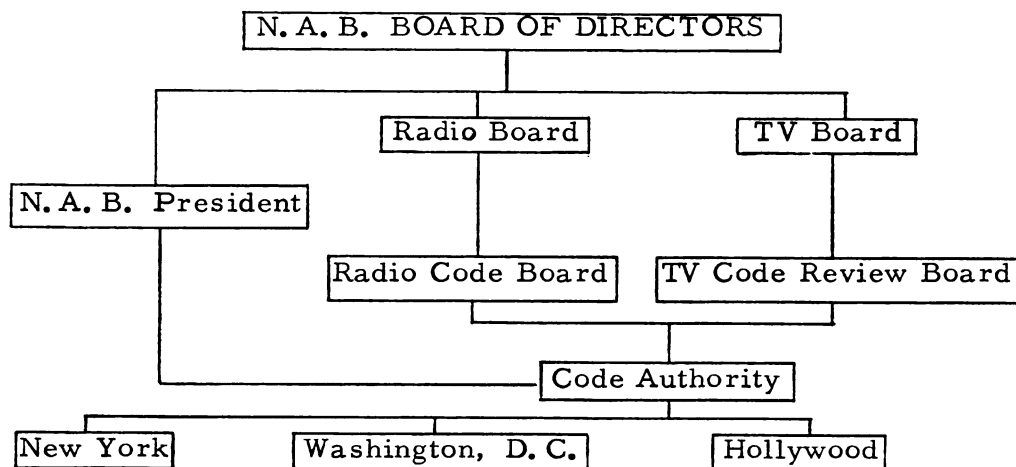 N. A. B. BOARD OF DIRECTORS
Radio Board
TV Board
N. A. B. President
Radio Code Board
TV Code Review Board
Code Authority
New York
Washington, D. C.
Hollywood